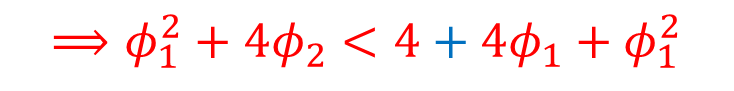 ⟹ ϕ₁² + 4ϕ₂ < 4 + 4ϕ₁ + ϕ₁²